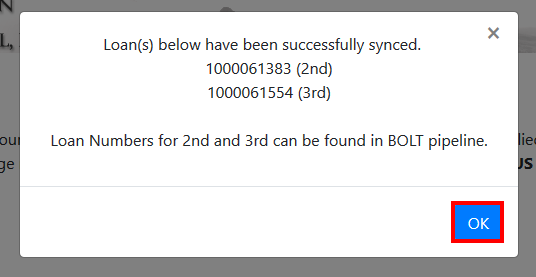 N
L,
×
Loan(s) below have been successfully synced.
1000061383 (2nd)
1000061554 (3rd)
Loan Numbers for 2nd and 3rd can be found in BOLT pipeline.
US
OK